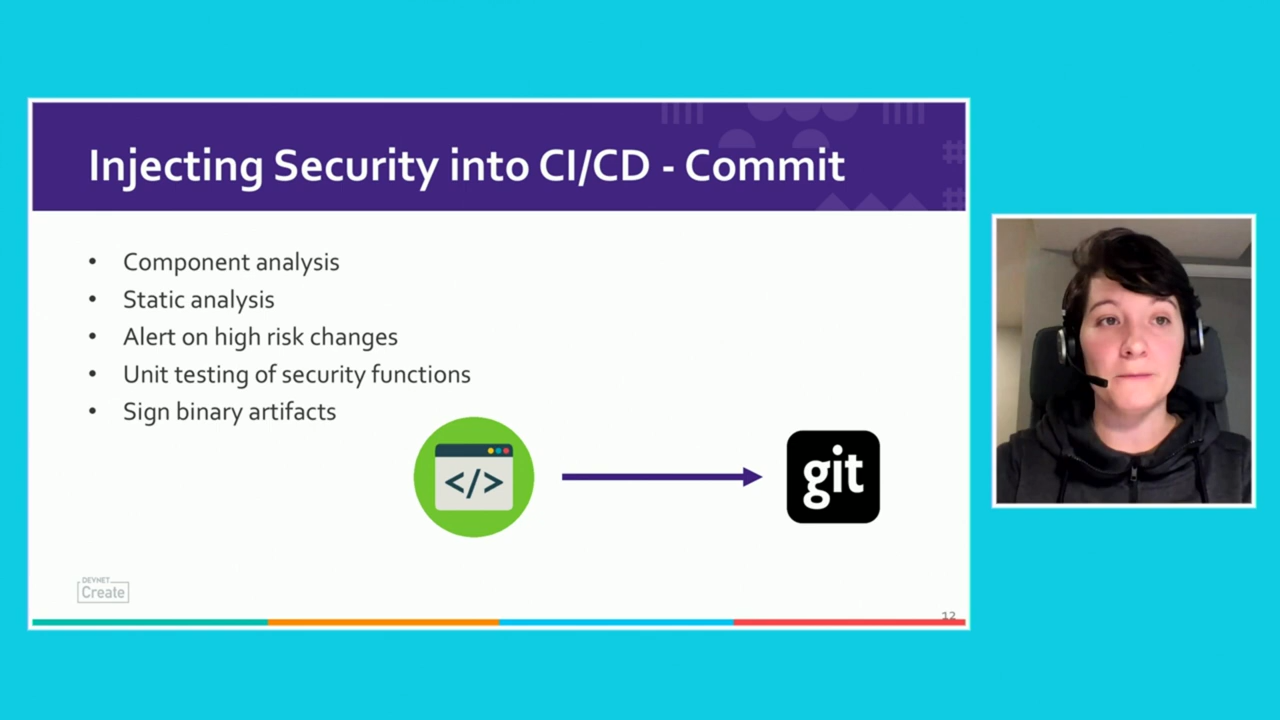 Injecting Security into CI/CD - Commit
• Component analysis
• Static analysis
• Alert on high risk changes
• Unit testing of security functions
• Sign binary artifacts
</>
git
DEVNET
Create
12